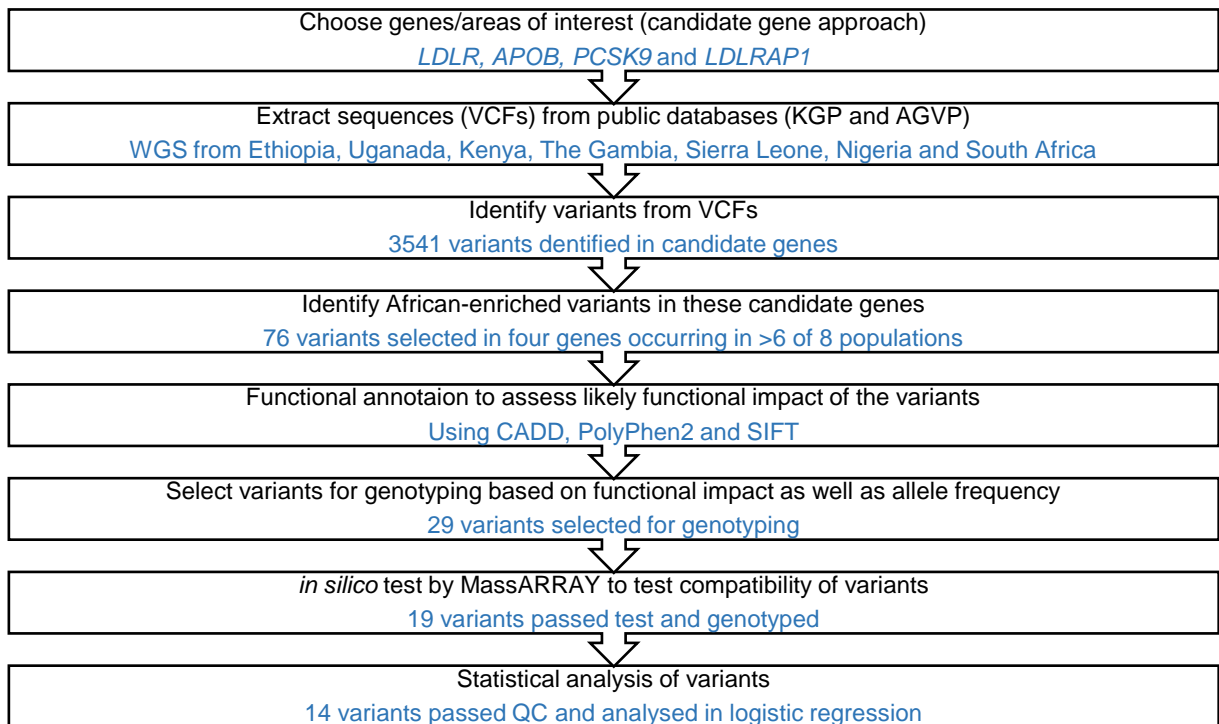 Choose genes/areas of interest (candidate gene approach)
LDLR, APOB, PCSK9 and LDLRAP1
Extract sequences (VCFs) from public databases (KGP and AGVP)
WGS from Ethiopia, Uganada, Kenya, The Gambia, Sierra Leone, Nigeria and South Africa
Identify variants from VCFs
3541 variants dentified in candidate genes
Identify African-enriched variants in these candidate genes
76 variants selected in four genes occurring in >6 of 8 populations
Functional annotaion to assess likely functional impact of the variants
Using CADD, PolyPhen2 and SIFT
Select variants for genotyping based on functional impact as well as allele frequency
29 variants selected for genotyping
in silico test by MassARRAY to test compatibility of variants
19 variants passed test and genotyped
Statistical analysis of variants
14 variants passed QC and analysed in logistic regression